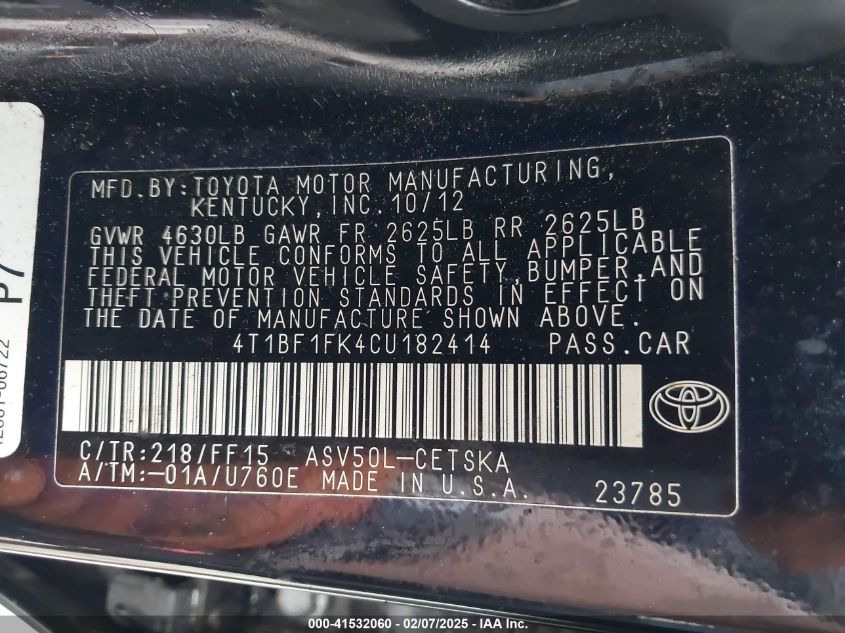 MFD.BY:TOYOTA MOTOR MANUFACTURING,
KENTUCKY,INC.10/12
GVWR 4630LB GAWR FR 2625LB RR 2625LB
THIS VEHICLE CONFORMS TO ALL APPLICABLE
FEDERAL MOTOR VEHICLE SAFETY,BUMPER,AND
THEFT PREVENTION STANDARDS IN EFFECT ON
THE DATE OF MANUFACTURE SHOWN ABOVE.
4T1BF1FK4CU182414 PASS.CAR
C/TR:218/FF15 ASV50L-CETSKA
A/TM:-01A/U760E MADE IN U.S.A. 23785
P7
000-41532060 - 02/07/2025 - IAA Inc.